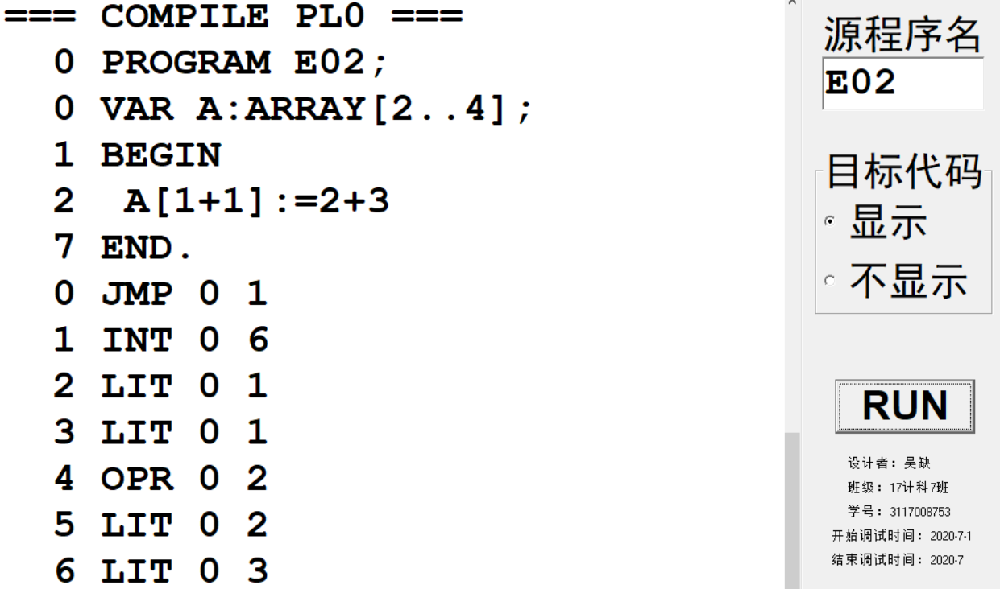 === COMPILE PL0 ===
0 PROGRAM E02;
0 VAR A:ARRAY[2..4];
1 BEGIN
2 A[1+1]:=2+3
7 END.
0 JMP 0 1
1 INT 0 6
2 LIT 0 1
3 LIT 0 1
4 OPR 0 2
5 LIT 0 2
6 LIT 0 3
源程序名
E02
目标代码
显示
不显示
RUN
设计者：吴缺
班级：17计科7班
学号：3117008753
开始调试时间：2020-7-1
结束调试时间：2020-7